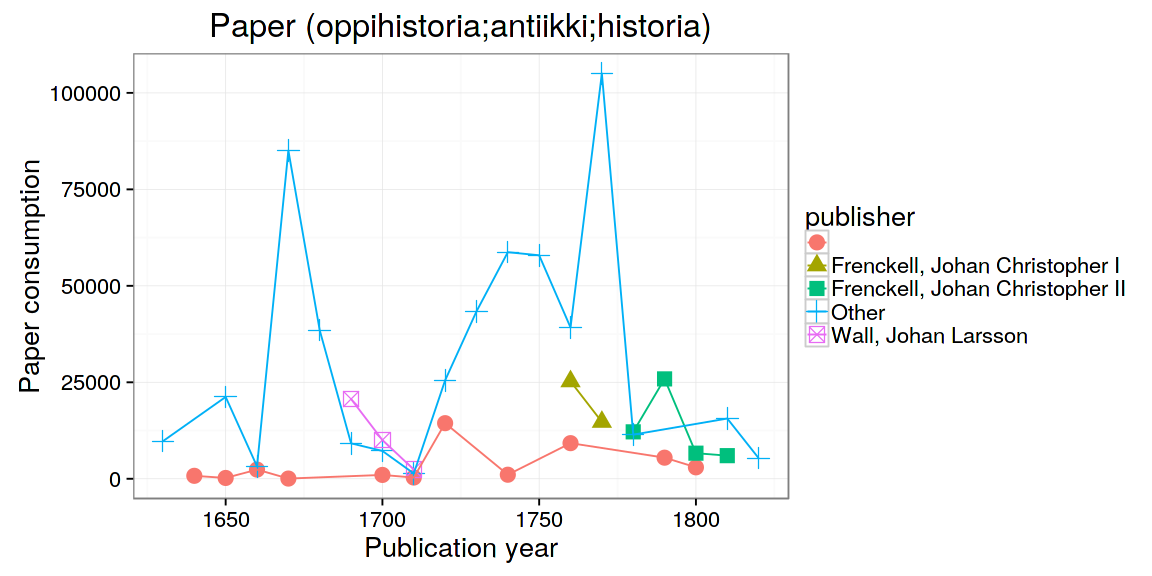 Paper (oppihistoria;antiikki;historia)
Paper consumption
100000
75000
50000
25000
0
1650 1700 1750 1800
Publication year
publisher
Frenckell, Johan Christopher I
Frenckell, Johan Christopher II
Other
Wall, Johan Larsson